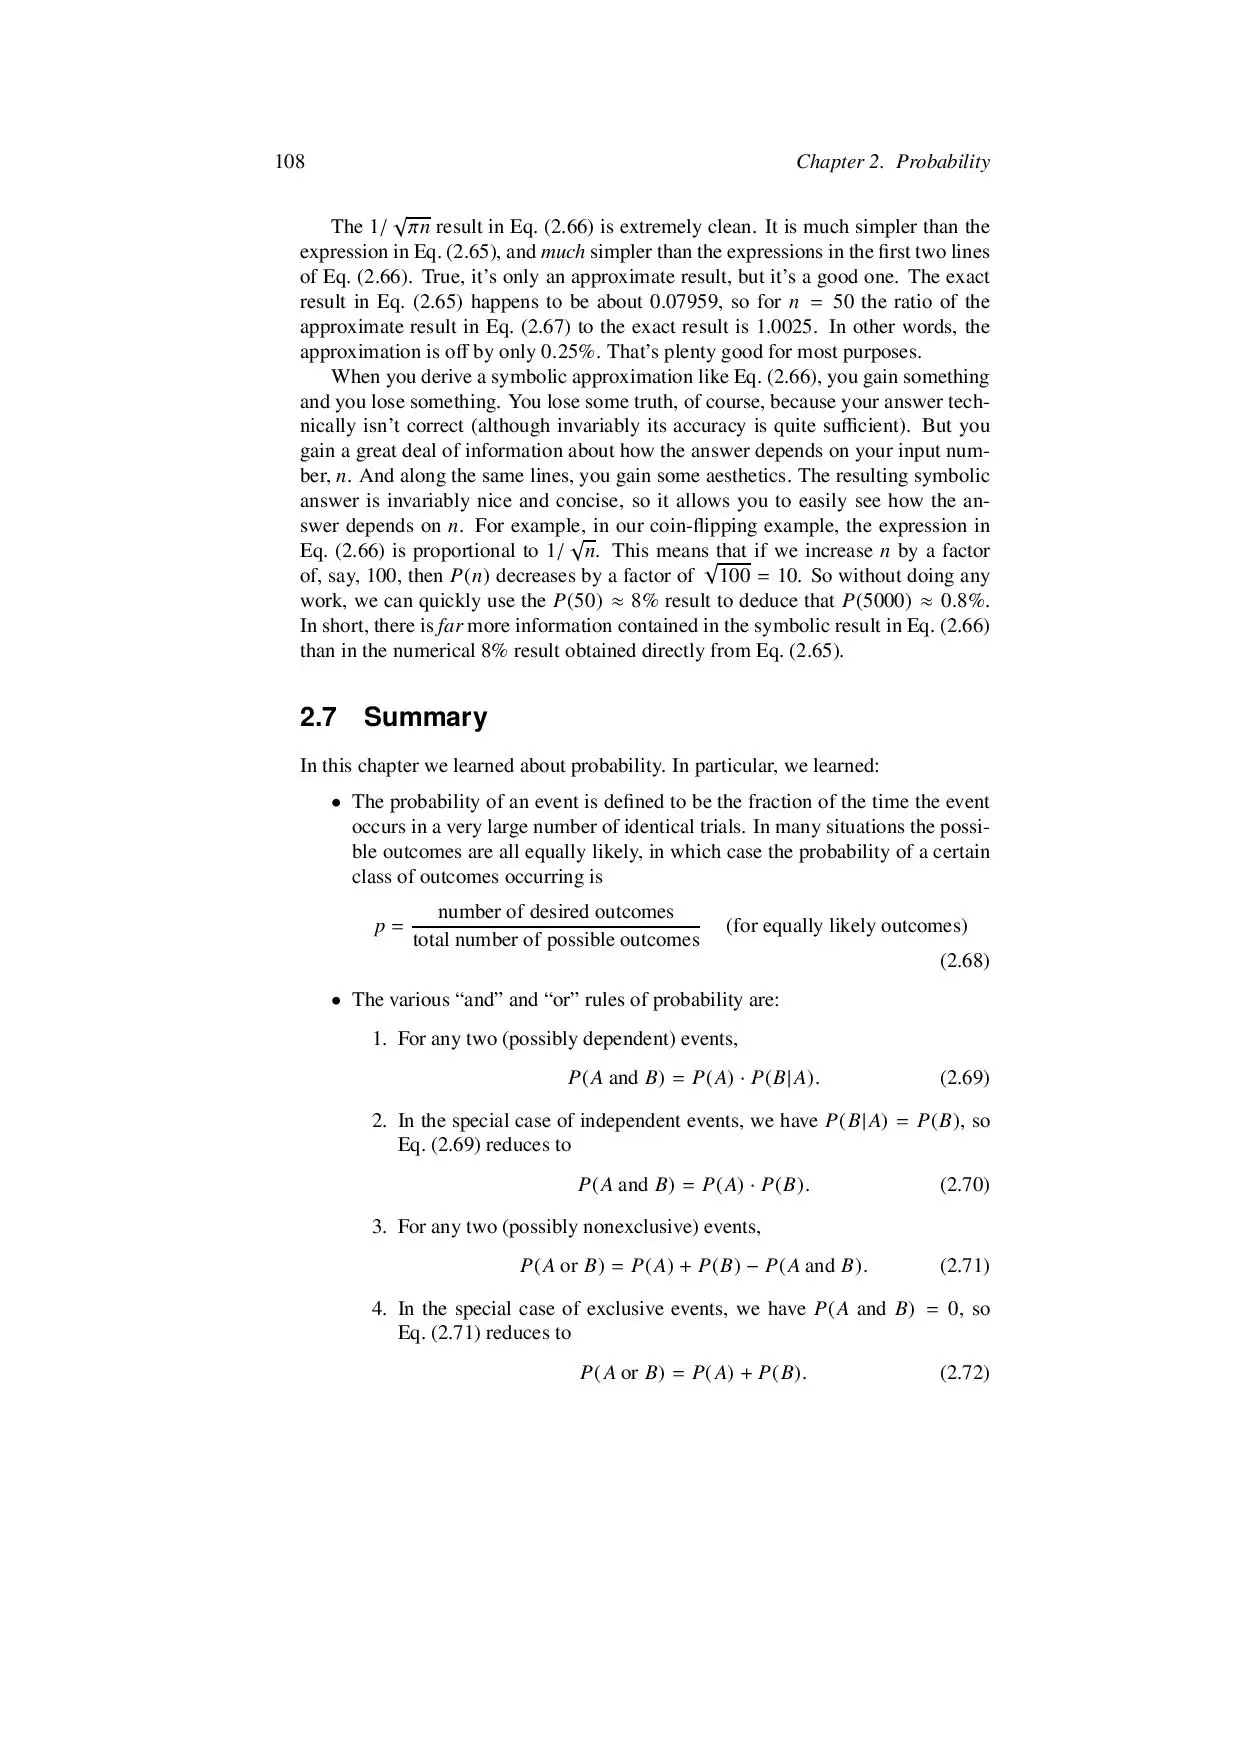 108 Chapter 2. Probability
The 1/√πn result in Eq. (2.66) is extremely clean. It is much simpler than the
expression in Eq. (2.65), and much simpler than the expressions in the first two lines
of Eq. (2.66). True, it's only an approximate result, but it's a good one. The exact
result in Eq. (2.65) happens to be about 0.07959, so for n = 50 the ratio of the
approximate result in Eq. (2.67) to the exact result is 1.0025. In other words, the
approximation is off by only 0.25%. That's plenty good for most purposes.
When you derive a symbolic approximation like Eq. (2.66), you gain something
and you lose something. You lose some truth, of course, because your answer tech-
nically isn't correct (although invariably its accuracy is quite sufficient). But you
gain a great deal of information about how the answer depends on your input num-
ber, n. And along the same lines, you gain some aesthetics. The resulting symbolic
answer is invariably nice and concise, so it allows you to easily see how the an-
swer depends on n. For example, in our coin-flipping example, the expression in
Eq. (2.66) is proportional to 1/√n. This means that if we increase n by a factor
of, say, 100, then P(n) decreases by a factor of √100 = 10. So without doing any
work, we can quickly use the P(50) ≈ 8% result to deduce that P(5000) ≈ 0.8%.
In short, there is far more information contained in the symbolic result in Eq. (2.66)
than in the numerical 8% result obtained directly from Eq. (2.65).
2.7 Summary
In this chapter we learned about probability. In particular, we learned:
• The probability of an event is defined to be the fraction of the time the event
occurs in a very large number of identical trials. In many situations the possi-
ble outcomes are all equally likely, in which case the probability of a certain
class of outcomes occurring is
p = number of desired outcomes / total number of possible outcomes (for equally likely outcomes)
(2.68)
• The various “and” and “or” rules of probability are:
1. For any two (possibly dependent) events,
P(A and B) = P(A) · P(B|A). (2.69)
2. In the special case of independent events, we have P(B|A) = P(B), so
Eq. (2.69) reduces to
P(A and B) = P(A) · P(B). (2.70)
3. For any two (possibly nonexclusive) events,
P(A or B) = P(A) + P(B) − P(A and B). (2.71)
4. In the special case of exclusive events, we have P(A and B) = 0, so
Eq. (2.71) reduces to
P(A or B) = P(A) + P(B). (2.72)